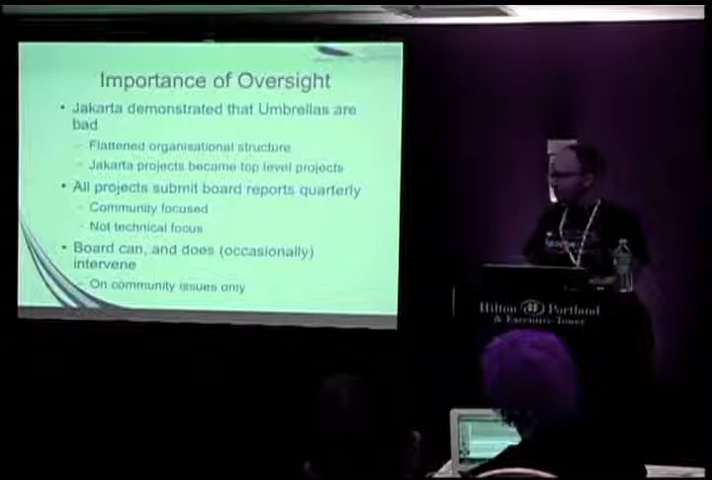 Importance of Oversight
• Jakarta demonstrated that Umbrellas are
bad
– Flattened organisational structure
– Jakarta projects became top level projects
• All projects submit board reports quarterly
– Community focused
– Not technical focus
• Board can, and does (occasionally)
intervene
– On community issues only
Hilton Portland
& Executive Tower